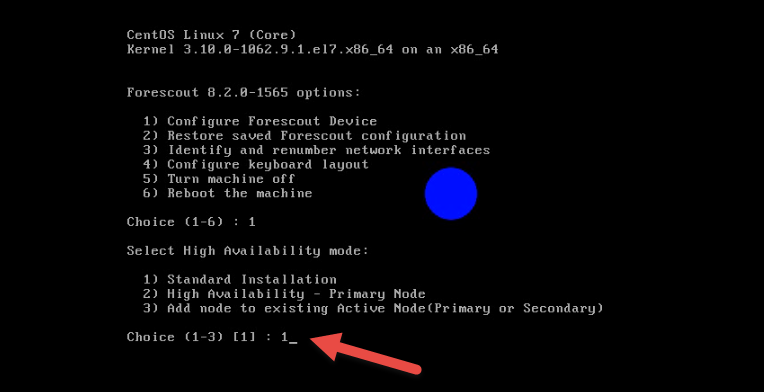 CentOS Linux 7 (Core)
Kernel 3.10.0-1062.9.1.el7.x86_64 on an x86_64
Forescout 8.2.0-1565 options:
1) Configure Forescout Device
2) Restore saved Forescout configuration
3) Identify and renumber network interfaces
4) Configure keyboard layout
5) Turn machine off
6) Reboot the machine
Choice (1-6) : 1
Select High Availability mode:
1) Standard Installation
2) High Availability - Primary Node
3) Add node to existing Active Node(Primary or Secondary)
Choice (1-3) [1] : 1_